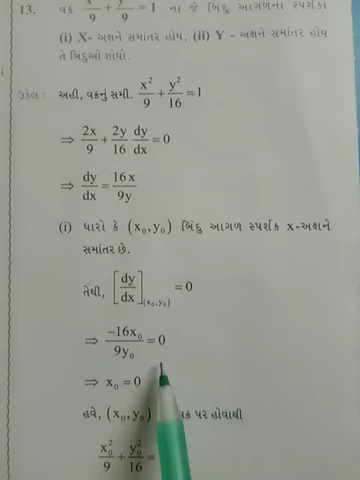 13. વક્ર x²/9 + y²/9 = 1 ના જે બિંદુ આગળના સ્પર્શકો
(i) X- અક્ષને સમાતર હોય, (ii) Y - અક્ષને સમાંતર હોય
તે બિંદુઓ શોધો.
ઉકેલ: અહીં, વક્રનું સમી. x²/9 + y²/16 = 1
⇒ 2x/9 + 2y/16 dy/dx = 0
⇒ dy/dx = 16x/9y
(i) ધારો કે (x₀, y₀) બિંદુ આગળ સ્પર્શક x-અક્ષને
સમાંતર છે.
તેથી, [dy/dx](x₀, y₀) = 0
⇒ -16x₀/9y₀ = 0
⇒ x₀ = 0
હવે, (x₀, y₀) વક્ર પર હોવાથી
x₀²/9 + y₀²/16 =